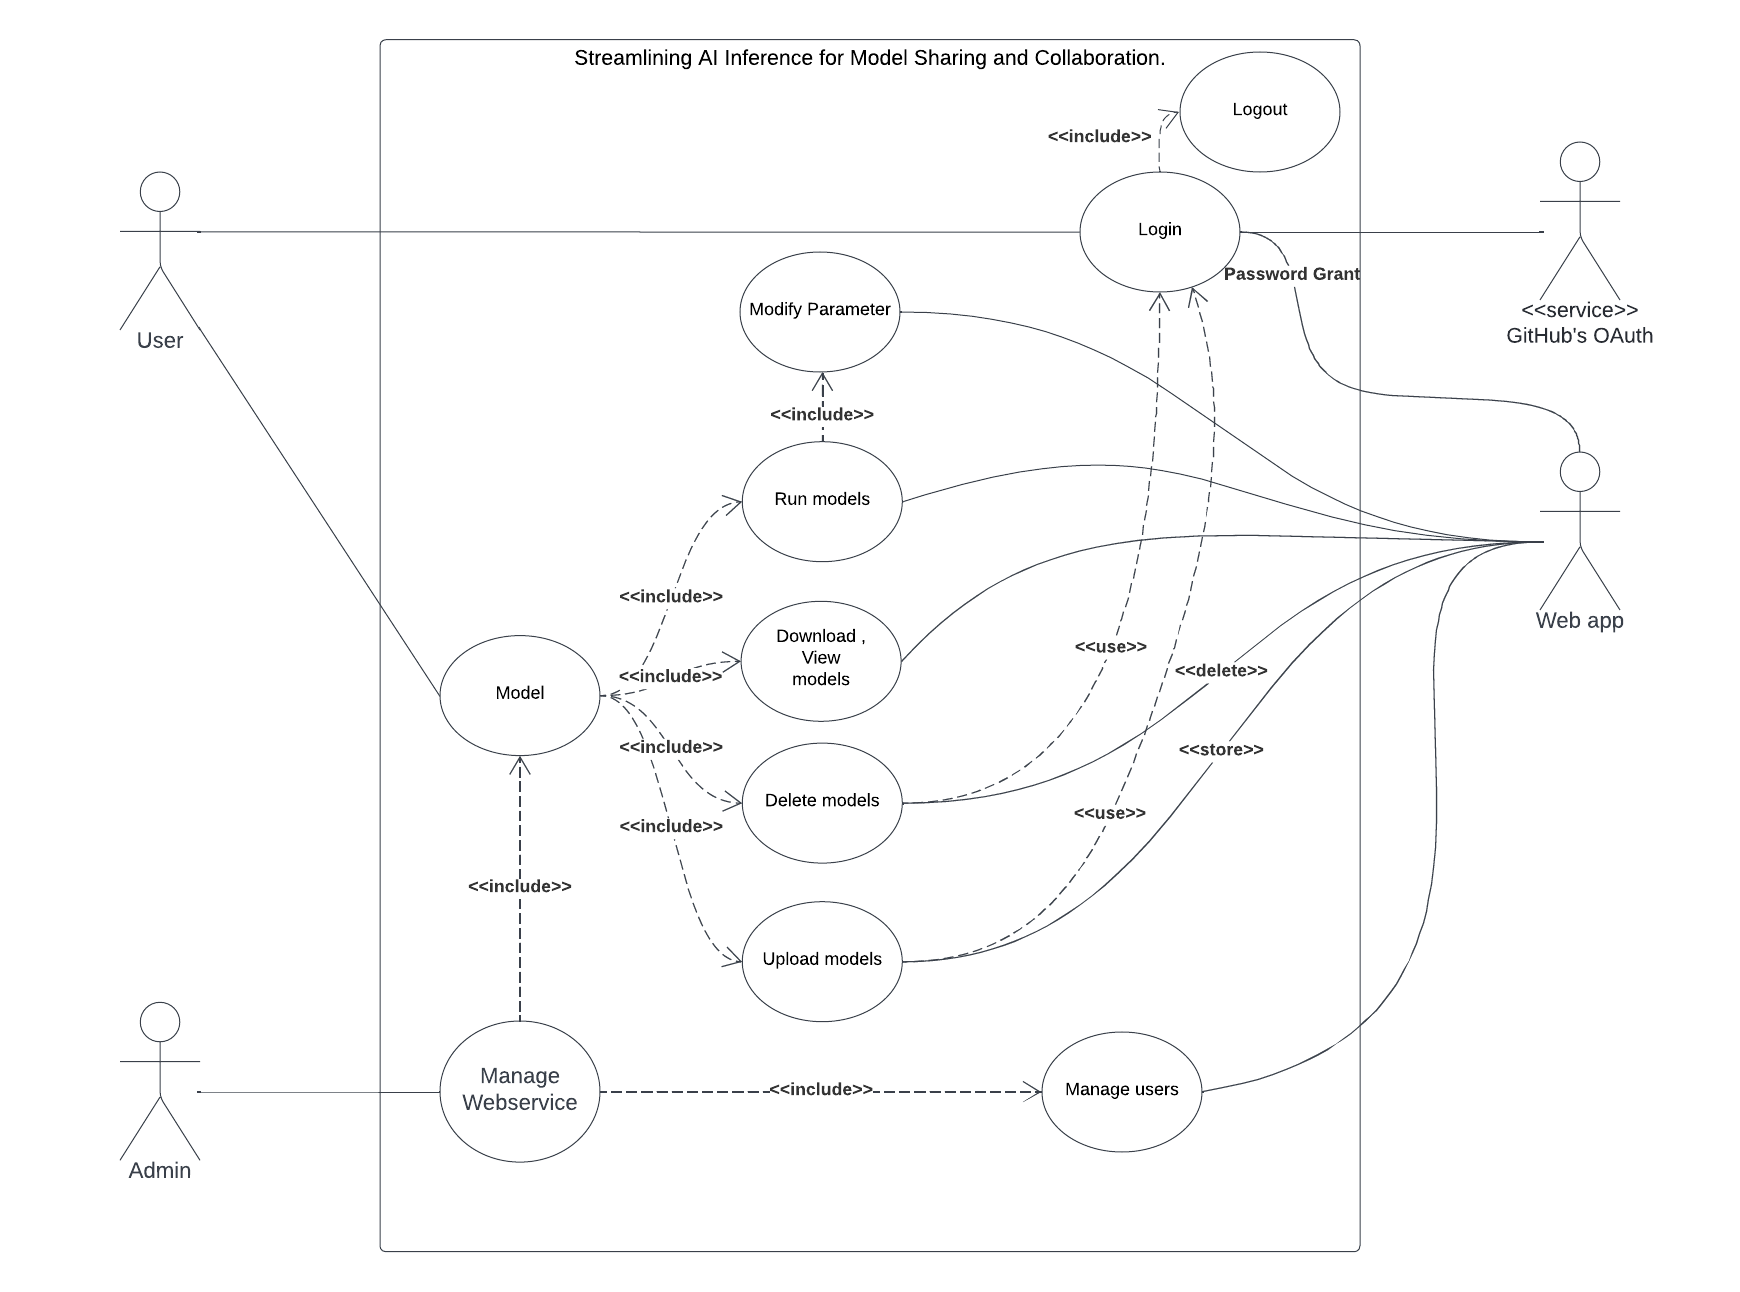 Streamlining AI Inference for Model Sharing and Collaboration.
Logout
<<include>>
Login
Password Grant
Modify Parameter
<<service>>
GitHub's OAuth
User
<<include>>
Run models
<<include>>
Web app
Download ,
View
models
<<use>>
<<delete>>
<<include>>
Model
<<include>>
<<store>>
Delete models
<<use>>
<<include>>
<<include>>
Upload models
Manage
Webservice
<<include>>
Manage users
Admin